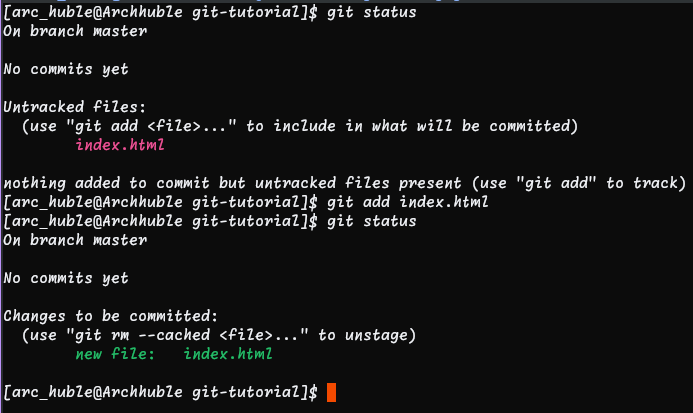 [arc_huble@Archhuble git-tutorial]$ git status
On branch master
No commits yet
Untracked files:
(use "git add <file>..." to include in what will be committed)
index.html
nothing added to commit but untracked files present (use "git add" to track)
[arc_huble@Archhuble git-tutorial]$ git add index.html
[arc_huble@Archhuble git-tutorial]$ git status
On branch master
No commits yet
Changes to be committed:
(use "git rm --cached <file>..." to unstage)
new file:   index.html
[arc_huble@Archhuble git-tutorial]$